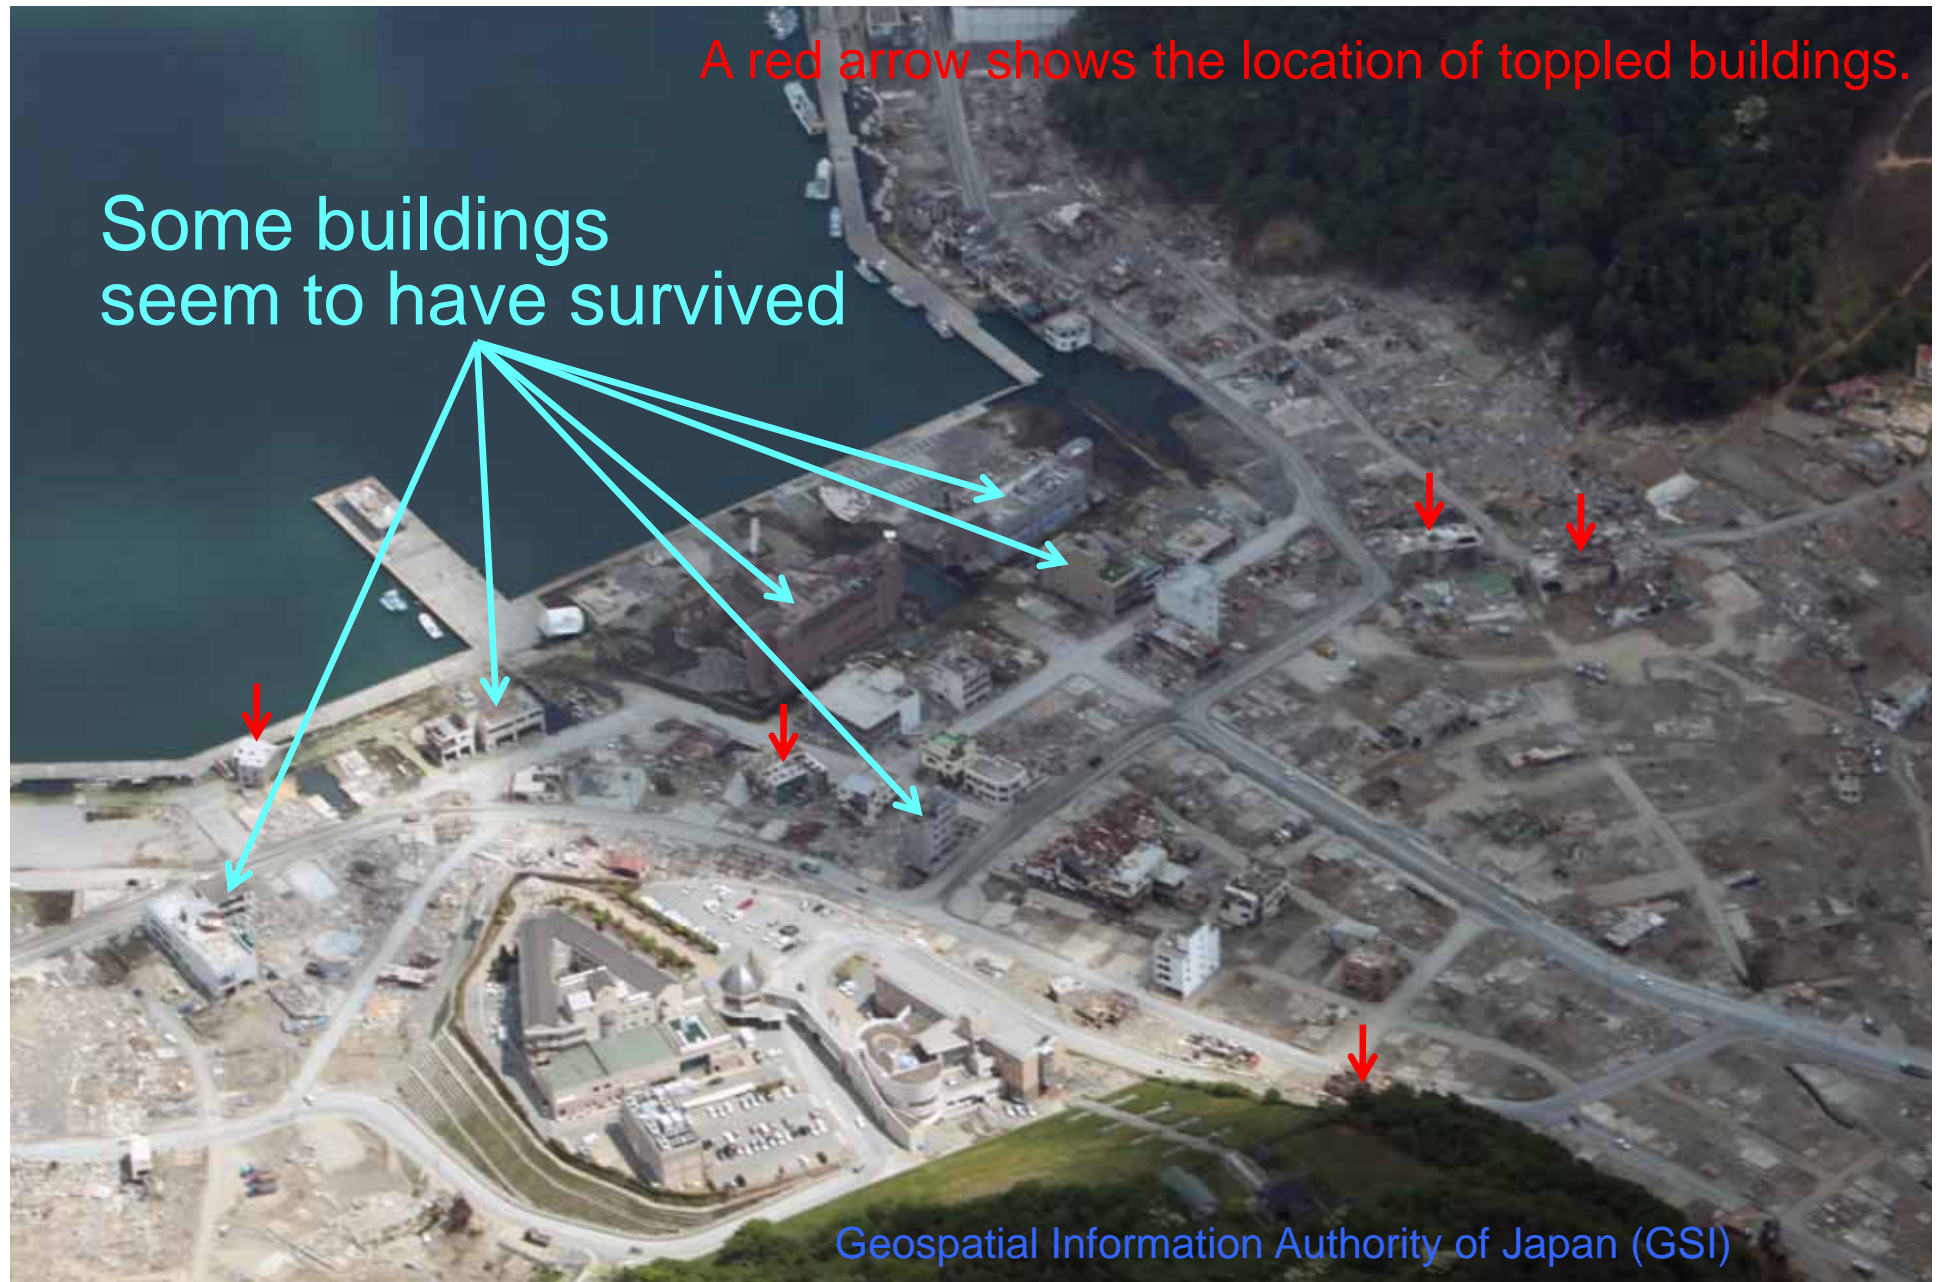 A red arrow shows the location of toppled buildings.
Some buildings
seem to have survived
Geospatial Information Authority of Japan (GSI)